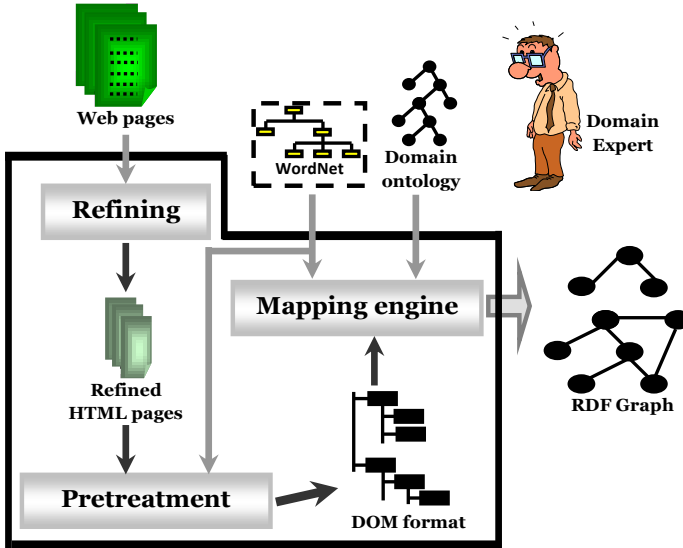 Web pages
WordNet
Domain
ontology
Domain
Expert
Refining
Mapping engine
Refined
HTML pages
RDF Graph
Pretreatment
DOM format